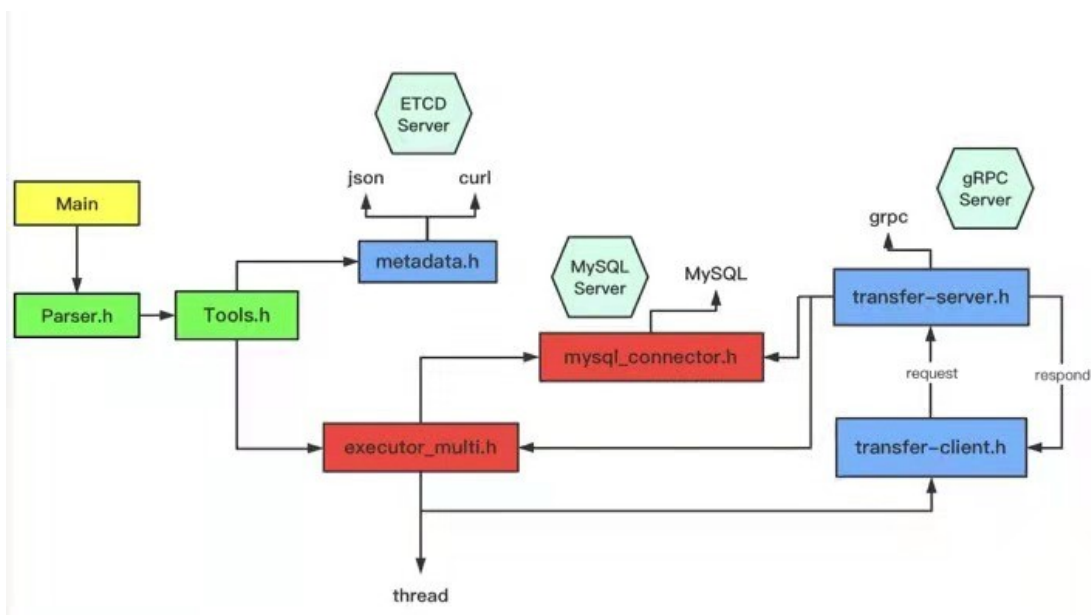 ETCD
Server
json
curl
gRPC
Server
Main
grpc
metadata.h
MySQL
Server
MySQL
transfer-server.h
Parser.h
Tools.h
mysql_connector.h
request
respond
executor_multi.h
transfer-client.h
thread